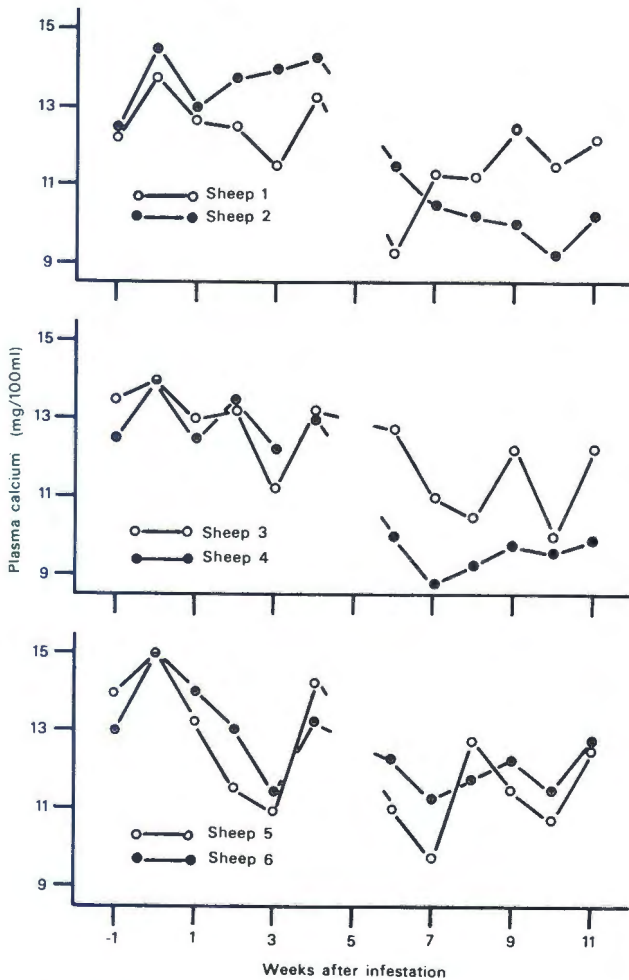 15
13
11
9
Sheep 1
Sheep 2
15
13
11
9
Sheep 3
Sheep 4
Plasma calcium (mg/100ml)
15
13
11
9
Sheep 5
Sheep 6
-1 1 3 5 7 9 11
Weeks after infestation